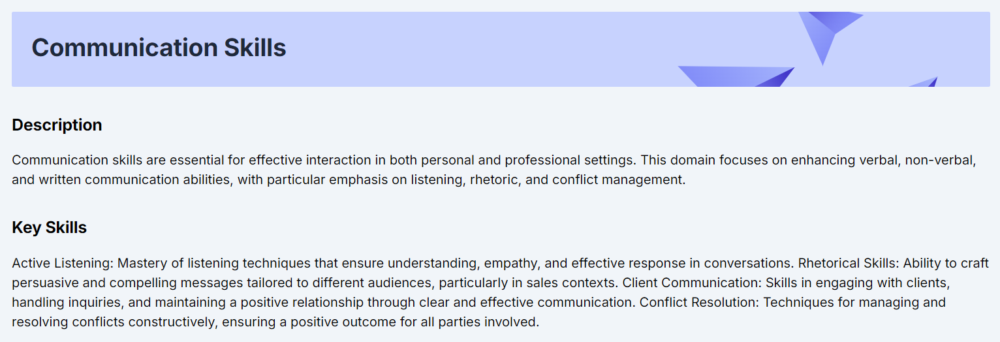 Communication Skills
Description
Communication skills are essential for effective interaction in both personal and professional settings. This domain focuses on enhancing verbal, non-verbal,
and written communication abilities, with particular emphasis on listening, rhetoric, and conflict management.
Key Skills
Active Listening: Mastery of listening techniques that ensure understanding, empathy, and effective response in conversations. Rhetorical Skills: Ability to craft
persuasive and compelling messages tailored to different audiences, particularly in sales contexts. Client Communication: Skills in engaging with clients,
handling inquiries, and maintaining a positive relationship through clear and effective communication. Conflict Resolution: Techniques for managing and
resolving conflicts constructively, ensuring a positive outcome for all parties involved.